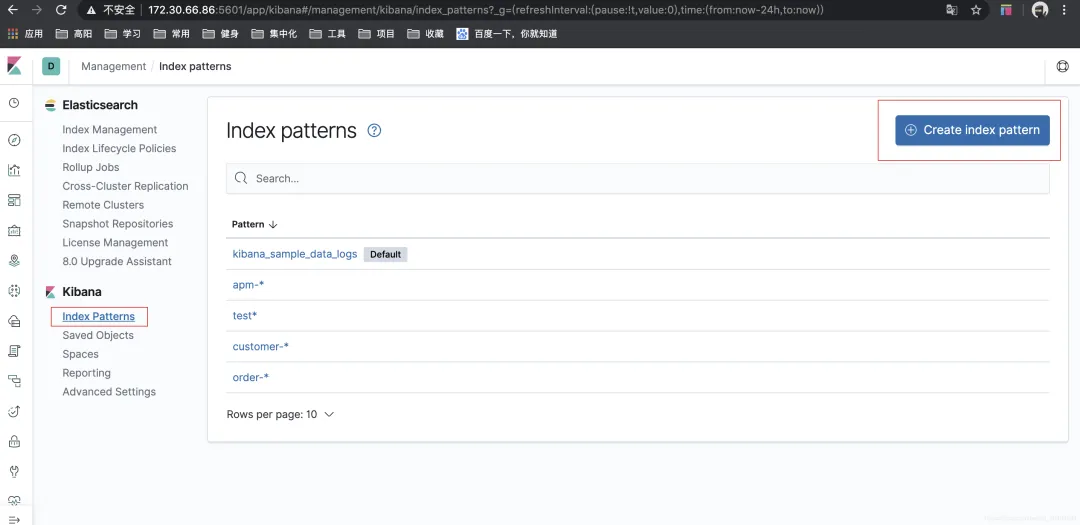 不安全 | 172.30.66.86:5601/app/kibana#/management/kibana/index_patterns?_g=(refreshInterval:(pause:!t,value:0),time:(from:now-24h,to:now))
应用 高阳 学习 常用 健身 集中化 工具 项目 收藏 百度一下，你就知道
D Management / Index patterns
Elasticsearch
Index Management
Index Lifecycle Policies
Rollup Jobs
Cross-Cluster Replication
Remote Clusters
Snapshot Repositories
License Management
8.0 Upgrade Assistant
Kibana
Index Patterns
Saved Objects
Spaces
Reporting
Advanced Settings
Index patterns
Create index pattern
Search...
Pattern
kibana_sample_data_logs Default
apm-*
test*
customer-*
order-*
Rows per page: 10